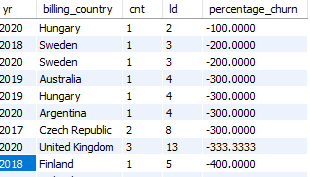 yr billing_country cnt ld percentage_churn
2020 Hungary 1 2 -100.0000
2018 Sweden 1 3 -200.0000
2020 Sweden 1 3 -200.0000
2019 Australia 1 4 -300.0000
2019 Hungary 1 4 -300.0000
2020 Argentina 1 4 -300.0000
2017 Czech Republic 2 8 -300.0000
2020 United Kingdom 3 13 -333.3333
2018 Finland 1 5 -400.0000